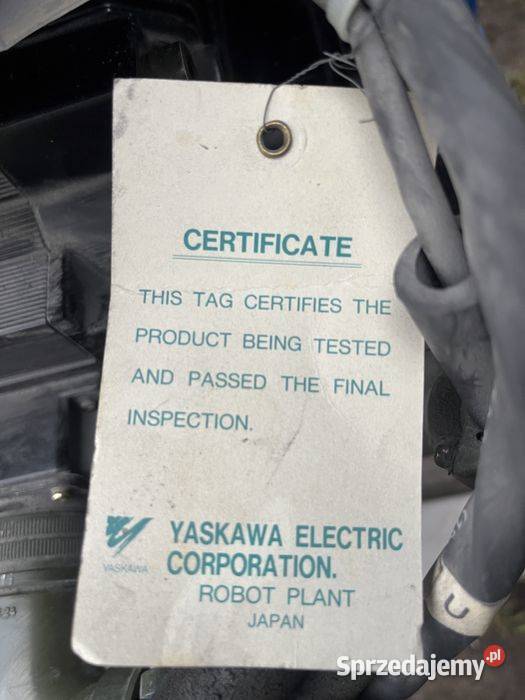 CERTIFICATE
THIS TAG CERTIFIES THE
PRODUCT BEING TESTED
AND PASSED THE FINAL
INSPECTION.
YASKAWA
YASKAWA ELECTRIC
CORPORATION.
ROBOT PLANT
JAPAN
U
Sprzedajemy.pl